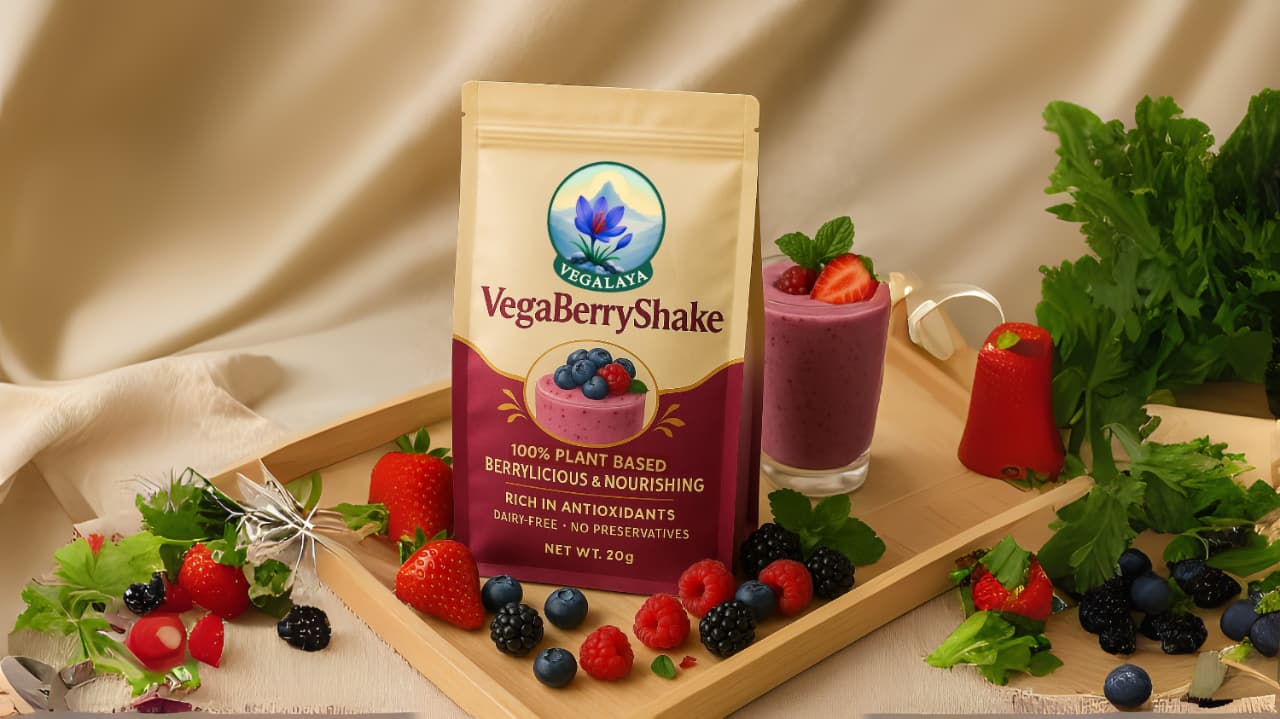 VEGALAYA
VegaBerryShake
100% PLANT BASED
BERRYLICIOUS & NOURISHING
RICH IN ANTIOXIDANTS
DAIRY-FREE · NO PRESERVATIVES
NET WT. 20g